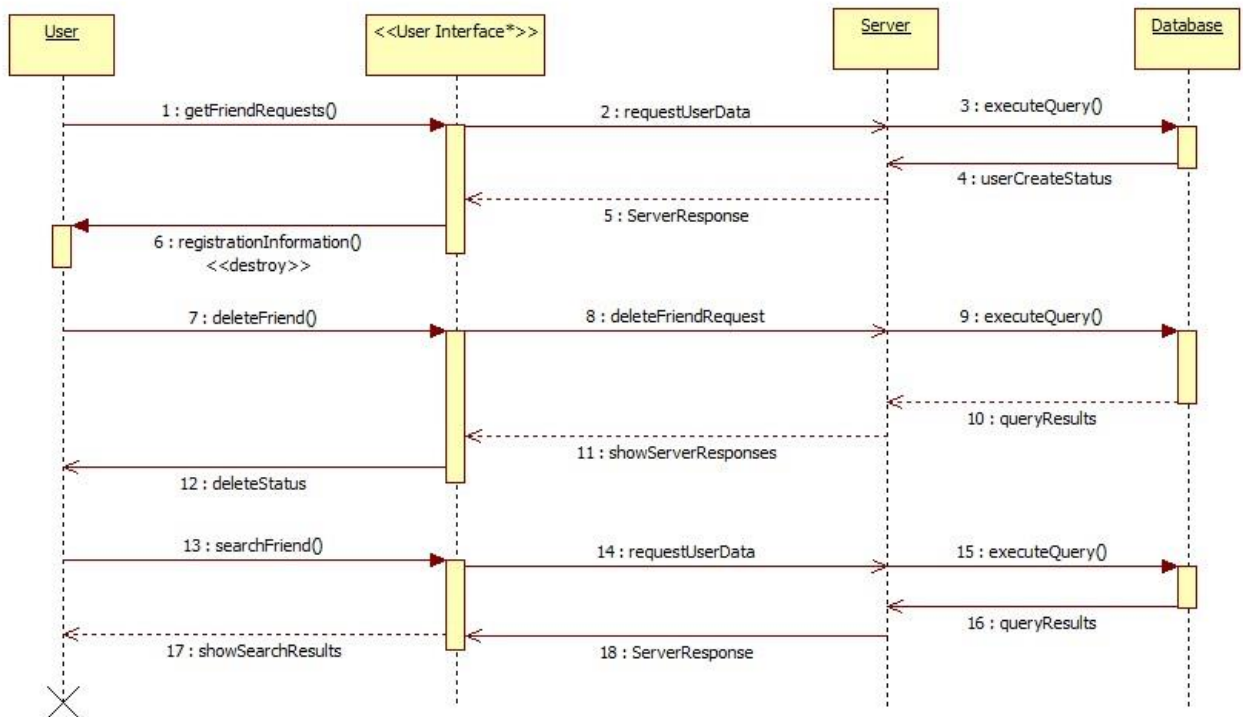 User
<<User Interface*>>
Server
Database
1 : getFriendRequests()
2 : requestUserData
3 : executeQuery()
4 : userCreateStatus
5 : ServerResponse
6 : registrationInformation()
<<destroy>>
7 : deleteFriend()
8 : deleteFriendRequest
9 : executeQuery()
10 : queryResults
11 : showServerResponses
12 : deleteStatus
13 : searchFriend()
14 : requestUserData
15 : executeQuery()
16 : queryResults
17 : showSearchResults
18 : ServerResponse